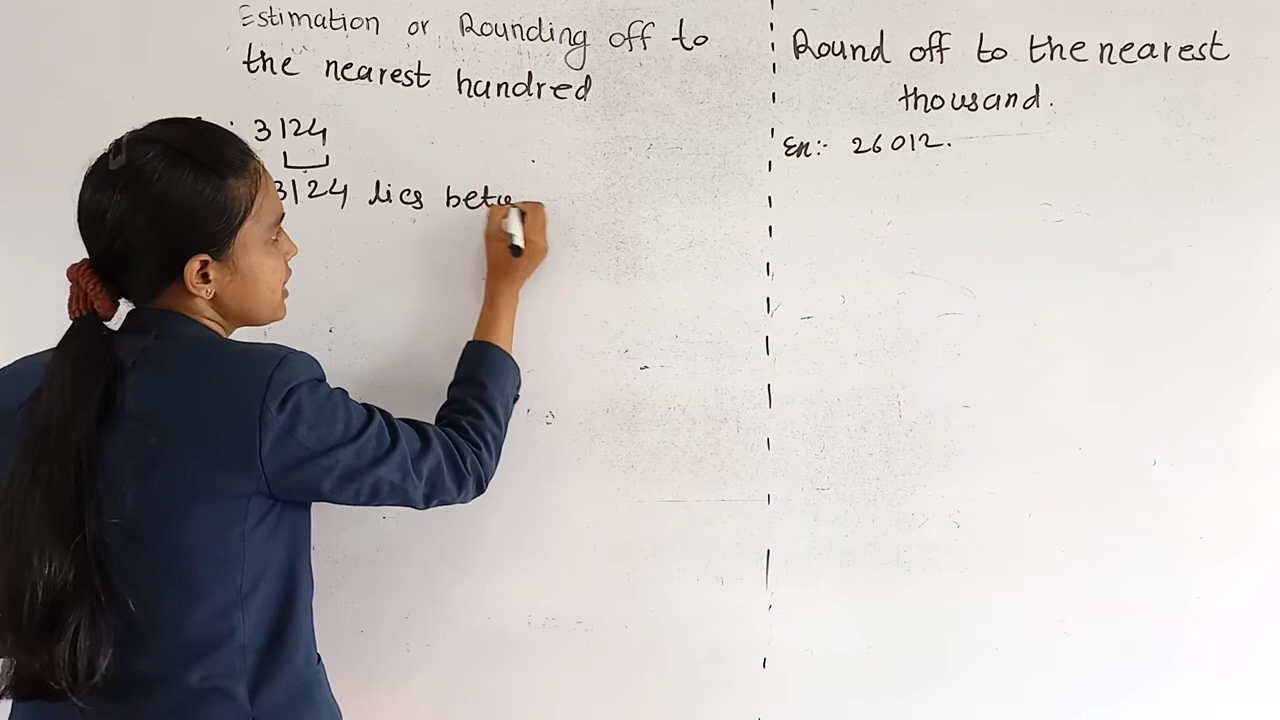 Estimation or Rounding off to
the nearest hundred
: 3124
3124 lies betw
Round off to the nearest
thousand.
Ex:- 26012.